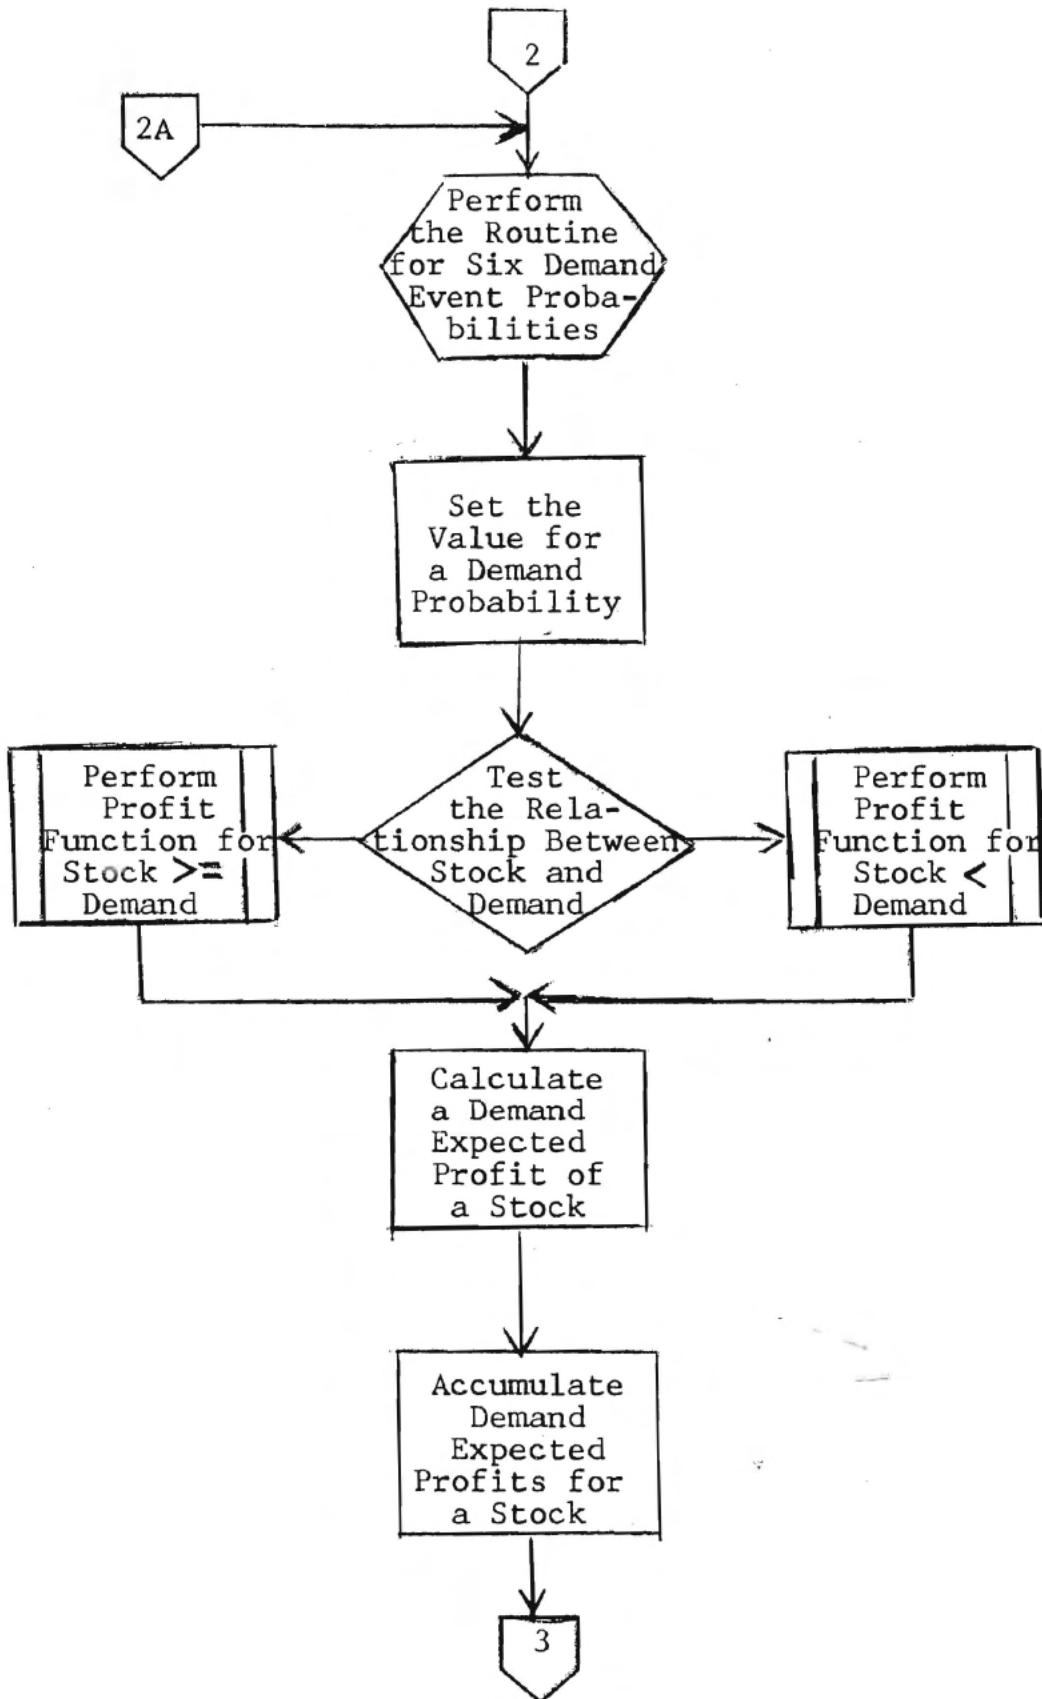 2
2A
Perform
the Routine
for Six Demand
Event Proba-
bilities
Set the
Value for
a Demand
Probability
Perform
Profit
Function for
Stock >=
Demand
Test
the Rela-
tionship Between
Stock and
Demand
Perform
Profit
Function for
Stock <
Demand
Calculate
a Demand
Expected
Profit of
a Stock
Accumulate
Demand
Expected
Profits for
a Stock
3